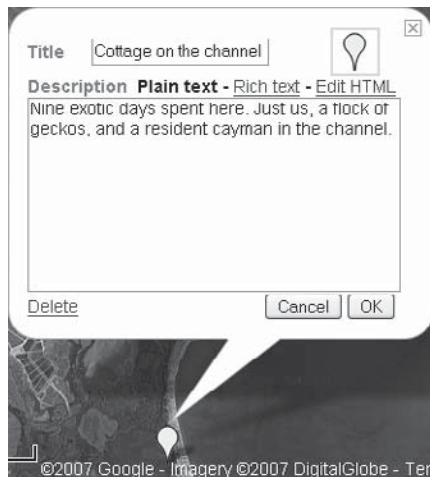 Title Cottage on the channel
Description Plain text - Rich text - Edit HTML
Nine exotic days spent here. Just us, a flock of
geckos, and a resident cayman in the channel.
Delete Cancel OK
©2007 Google - Imagery ©2007 DigitalGlobe - Ter